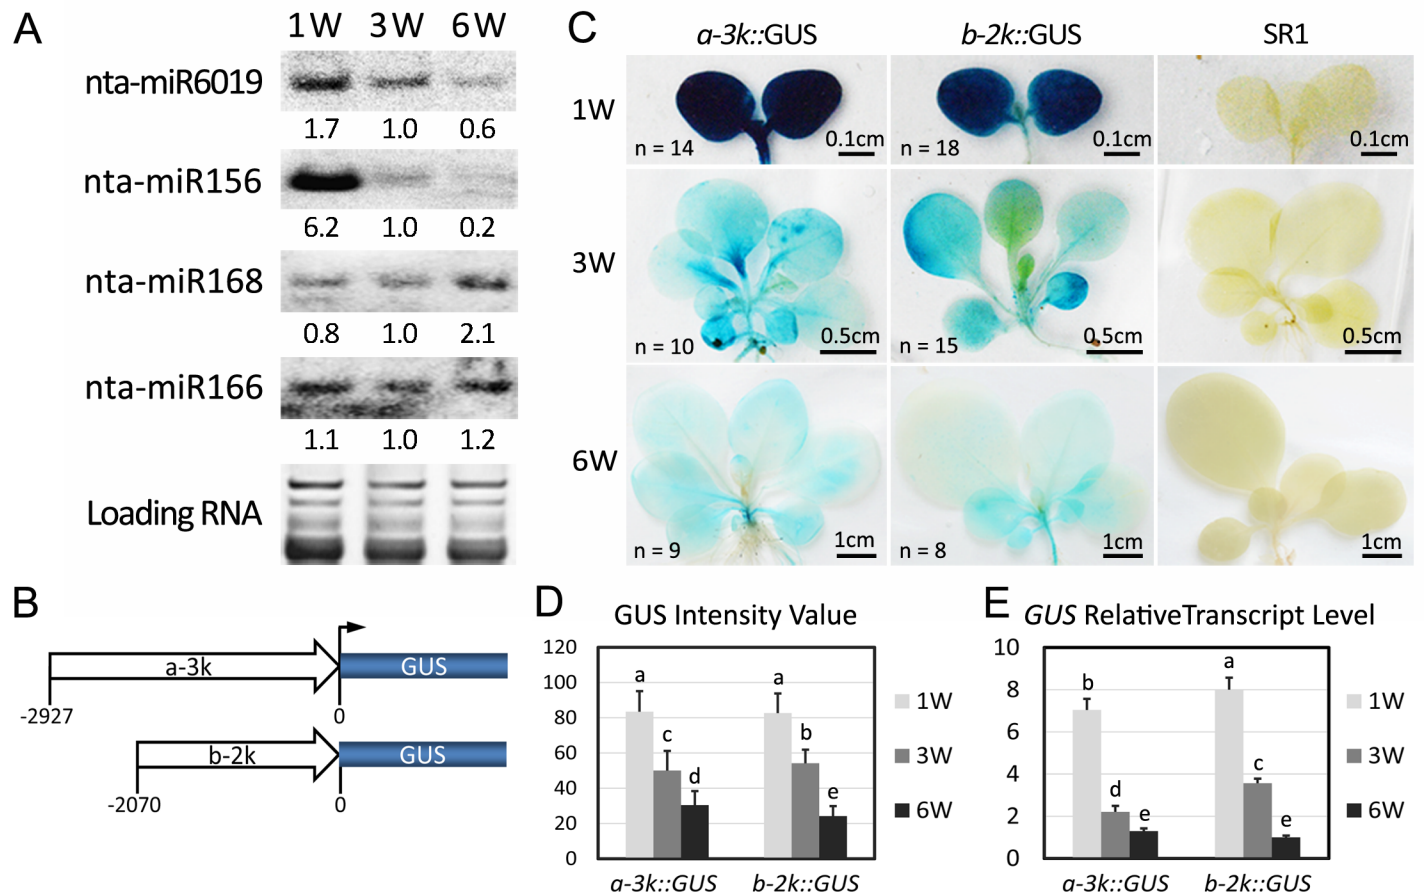 A
1W 3W 6W
nta-miR6019
1.7 1.0 0.6
nta-miR156
6.2 1.0 0.2
nta-miR168
0.8 1.0 2.1
nta-miR166
1.1 1.0 1.2
Loading RNA
B
a-3k GUS
-2927 0
b-2k GUS
-2070 0
C
a-3k::GUS b-2k::GUS SR1
1W
n = 14 0.1cm n = 18 0.1cm 0.1cm
3W
n = 10 0.5cm n = 15 0.5cm 0.5cm
6W
n = 9 1cm n = 8 1cm 1cm
D
GUS Intensity Value
120
100
80
60
40
20
0
a c d a b e
a-3k::GUS b-2k::GUS
1W
3W
6W
E
GUS RelativeTranscript Level
10
8
6
4
2
0
b d e a c e
a-3k::GUS b-2k::GUS
1W
3W
6W